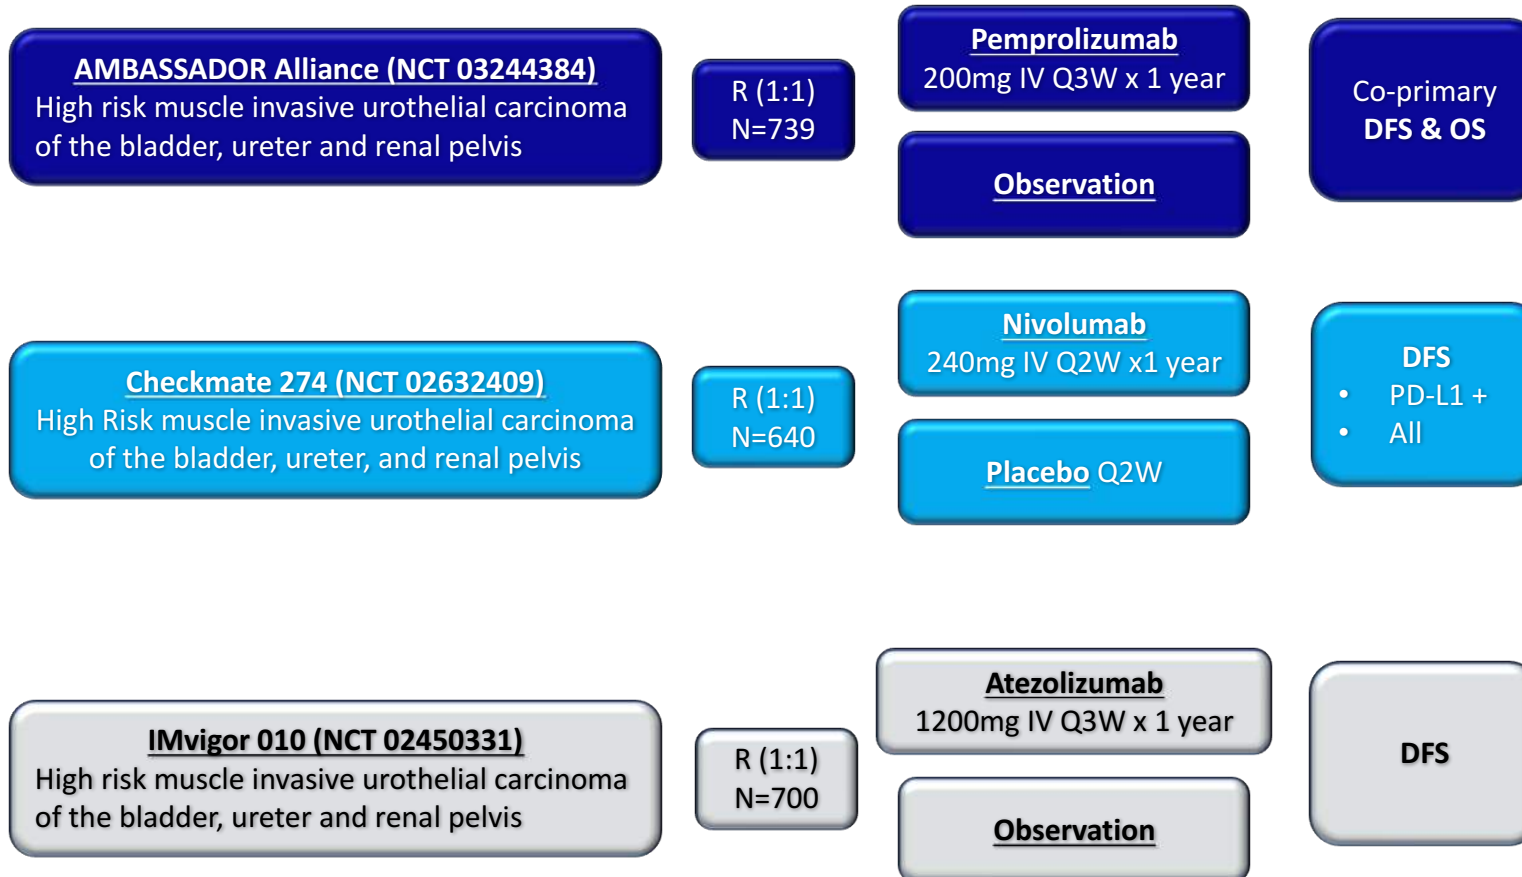 AMBASSADOR Alliance (NCT 03244384)
High risk muscle invasive urothelial carcinoma
of the bladder, ureter and renal pelvis
R (1:1)
N=739
Pemprolizumab
200mg IV Q3W x 1 year
Observation
Co-primary
DFS & OS
Checkmate 274 (NCT 02632409)
High Risk muscle invasive urothelial carcinoma
of the bladder, ureter, and renal pelvis
R (1:1)
N=640
Nivolumab
240mg IV Q2W x1 year
Placebo Q2W
DFS
• PD-L1 +
• All
IMvigor 010 (NCT 02450331)
High risk muscle invasive urothelial carcinoma
of the bladder, ureter and renal pelvis
R (1:1)
N=700
Atezolizumab
1200mg IV Q3W x 1 year
Observation
DFS